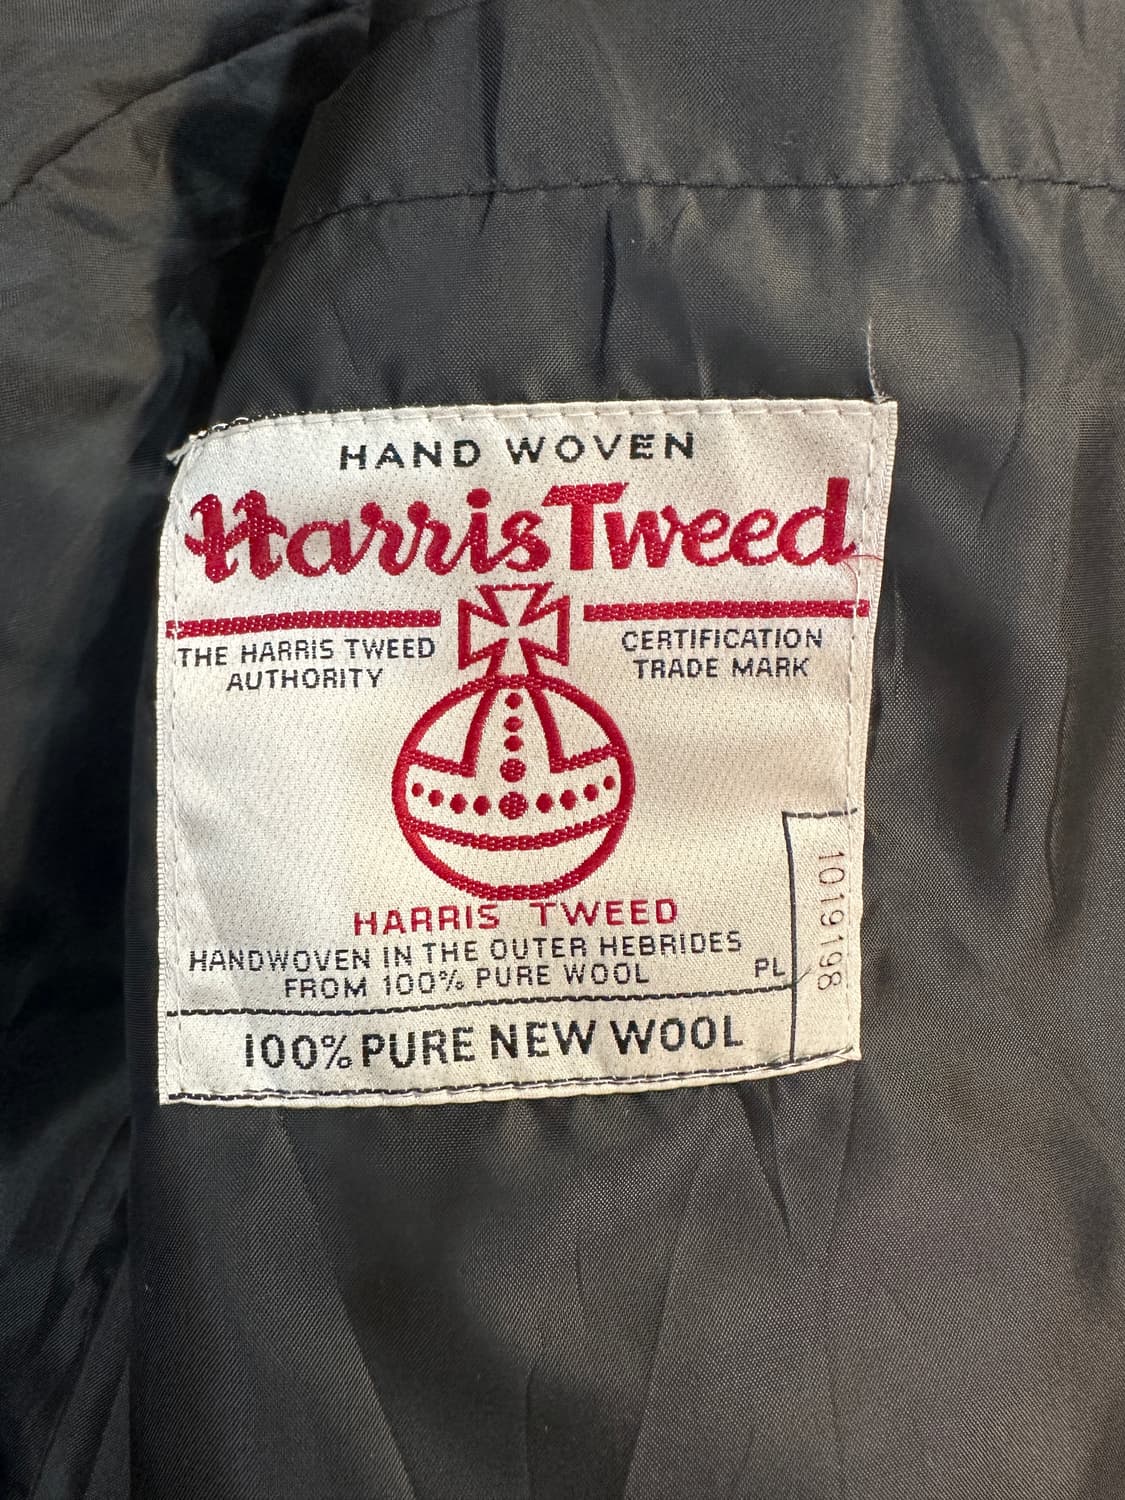 HAND WOVEN
Harris Tweed
THE HARRIS TWEED
AUTHORITY
CERTIFICATION
TRADE MARK
HARRIS TWEED
HANDWOVEN IN THE OUTER HEBRIDES
FROM 100% PURE WOOL
PL
1019198
100% PURE NEW WOOL